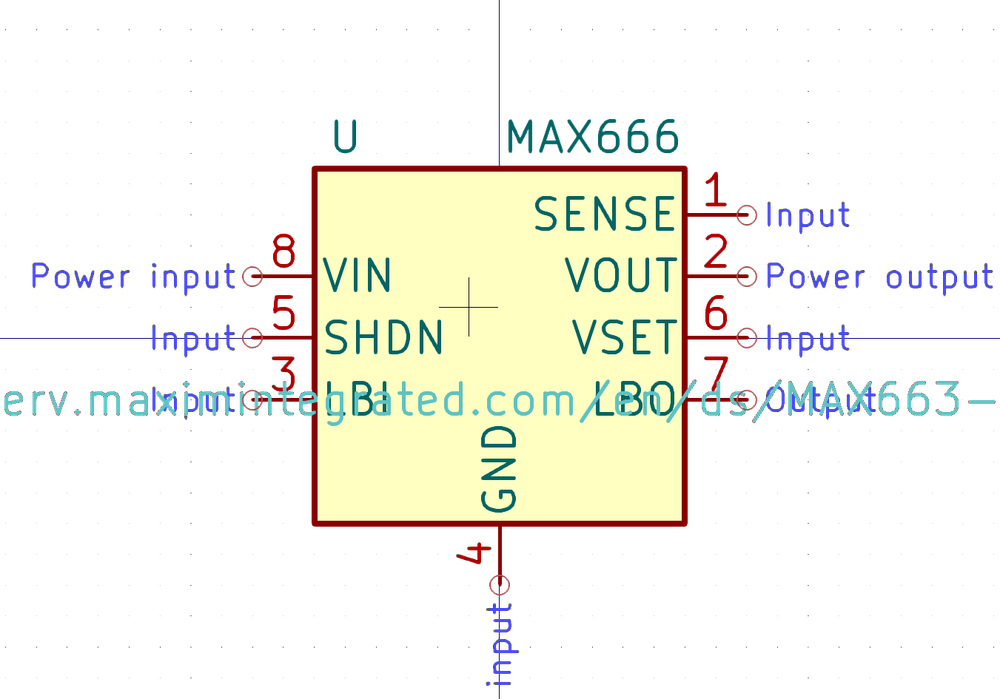 U MAX666
1
SENSE Input
8 2
Power input VIN VOUT Power output
5 6
Input SHDN VSET Input
3 7
Input LBI LBO Output
erv.maximintegrated.com/en/ds/MAX663-
GND
4
input